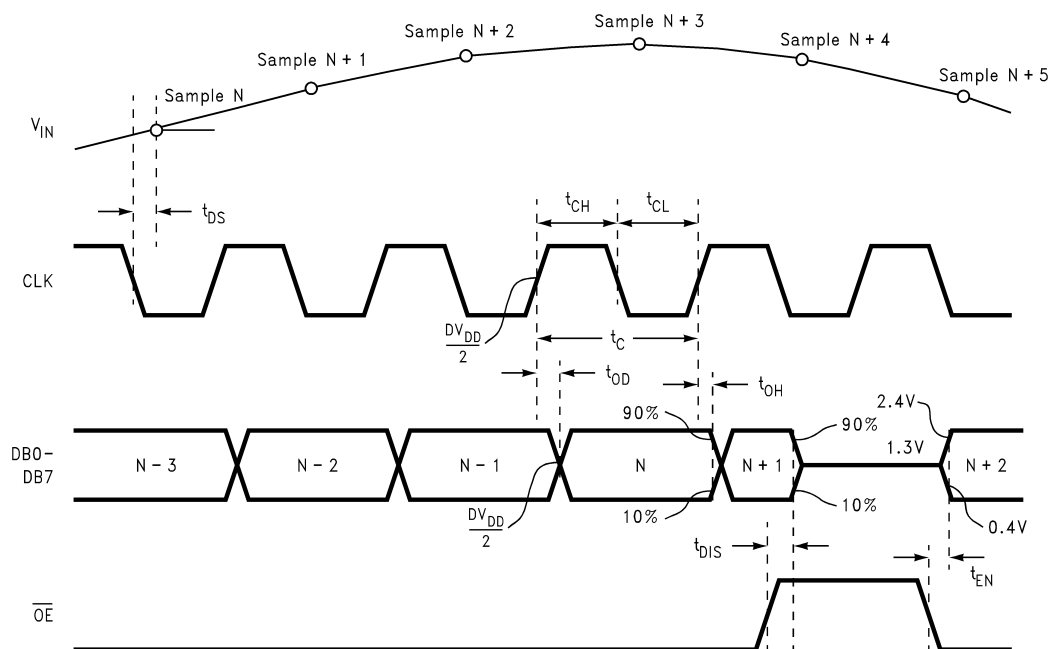 Sample N
Sample N + 1
Sample N + 2
Sample N + 3
Sample N + 4
Sample N + 5
VIN
tDS
tCH
tCL
CLK
DVDD
2
tC
tOD
tOH
90%
2.4V
90%
DB0-
DB7
N - 3
N - 2
N - 1
N
N + 1
1.3V
N + 2
DVDD
2
10%
10%
0.4V
tDIS
tEN
OE